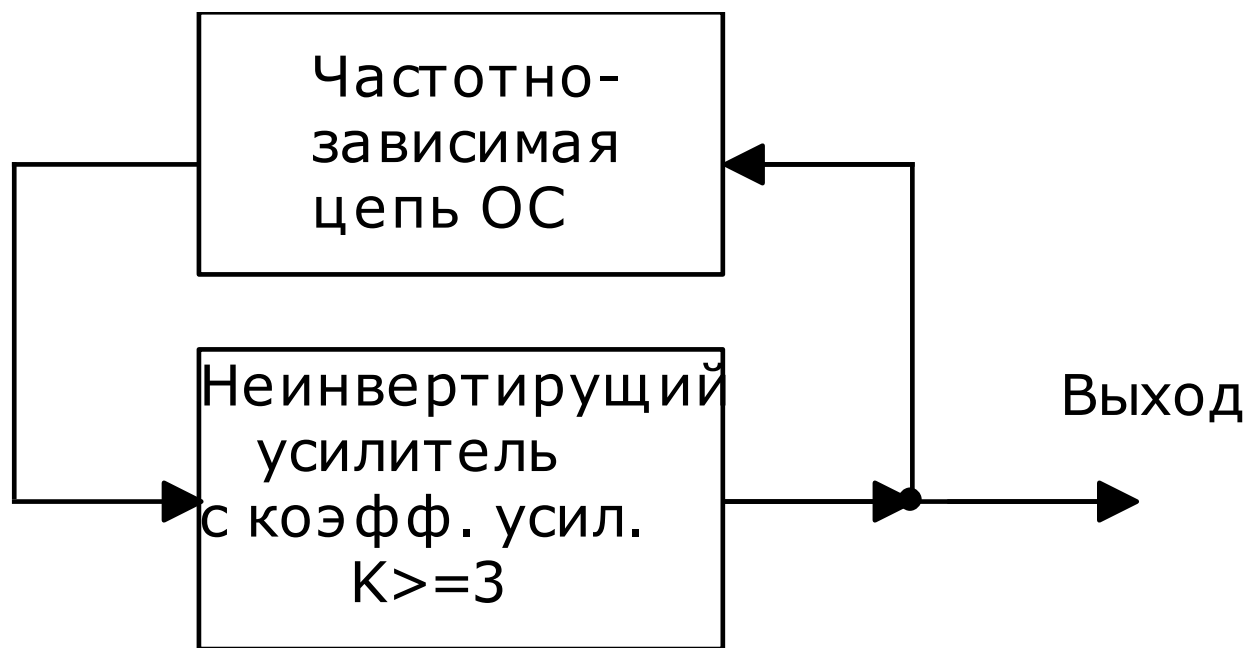 Частотно-
зависимая
цепь ОС
Неинвертирущий
усилитель
с коэфф. усил.
K>=3
Выход